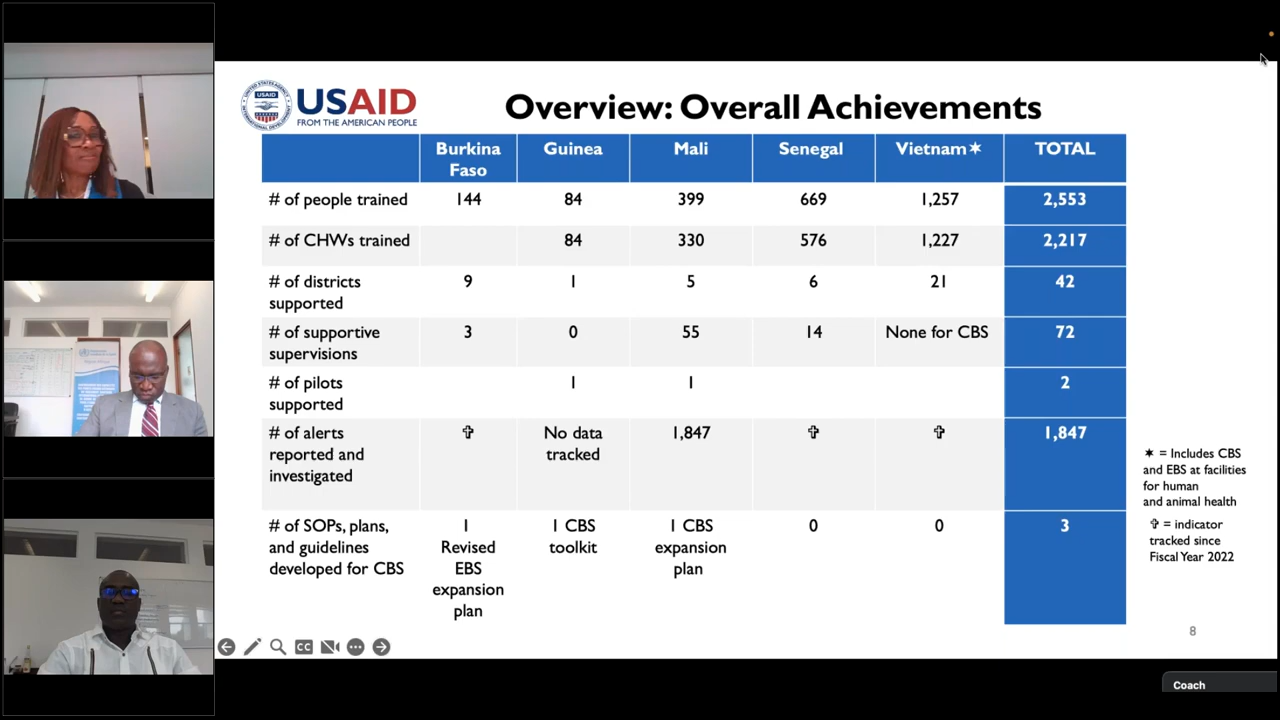 USAID
FROM THE AMERICAN PEOPLE
Overview: Overall Achievements
Burkina Faso Guinea Mali Senegal Vietnam✶ TOTAL
# of people trained 144 84 399 669 1,257 2,553
# of CHWs trained 84 330 576 1,227 2,217
# of districts supported 9 1 5 6 21 42
# of supportive supervisions 3 0 55 14 None for CBS 72
# of pilots supported 1 1 2
# of alerts reported and investigated ✞ No data tracked 1,847 ✞ ✞ 1,847
# of SOPs, plans, and guidelines developed for CBS 1 Revised EBS expansion plan 1 CBS toolkit 1 CBS expansion plan 0 0 3
✶ = Includes CBS
and EBS at facilities
for human
and animal health
✞ = indicator
tracked since
Fiscal Year 2022
8
CC
Coach